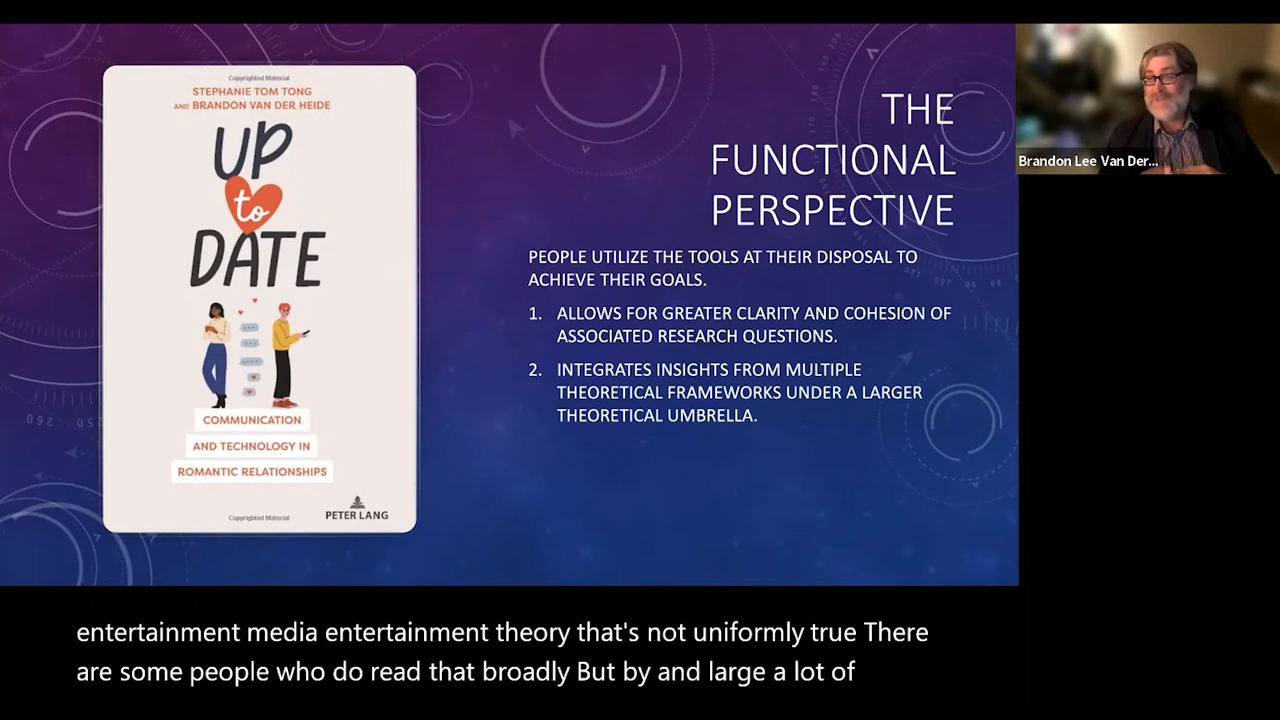 Copyrighted Material
STEPHANIE TOM TONG
AND BRANDON VAN DER HEIDE
UP
to
DATE
COMMUNICATION
AND TECHNOLOGY IN
ROMANTIC RELATIONSHIPS
Copyrighted Material
PETER LANG
THE
FUNCTIONAL
PERSPECTIVE
PEOPLE UTILIZE THE TOOLS AT THEIR DISPOSAL TO
ACHIEVE THEIR GOALS.
1. ALLOWS FOR GREATER CLARITY AND COHESION OF
ASSOCIATED RESEARCH QUESTIONS.
2. INTEGRATES INSIGHTS FROM MULTIPLE
THEORETICAL FRAMEWORKS UNDER A LARGER
THEORETICAL UMBRELLA.
Brandon Lee Van Der...
entertainment media entertainment theory that's not uniformly true There
are some people who do read that broadly But by and large a lot of